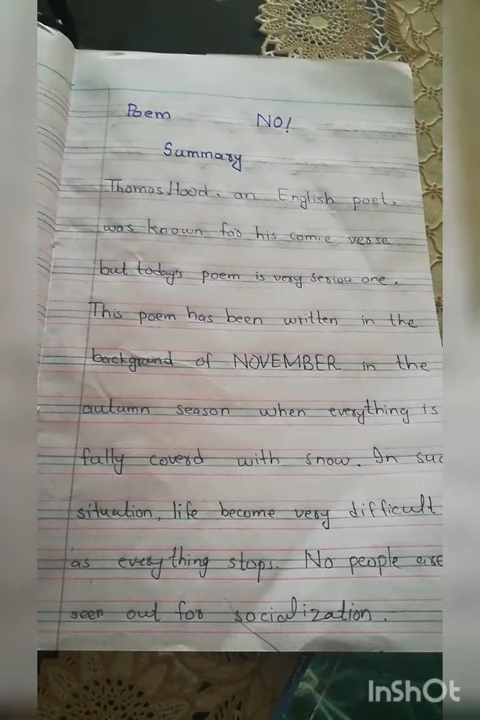 Poem NO!
Summary
Thomas Hood, an English poet,
was known for his comic verse
but today's poem is very seriou one.
This poem has been written in the
background of NOVEMBER in the
autumn season when everything is
fully coverd with snow. In suc
situation, life become very difficult
as everything stops. No people are
seen out for socialization.
InShOt